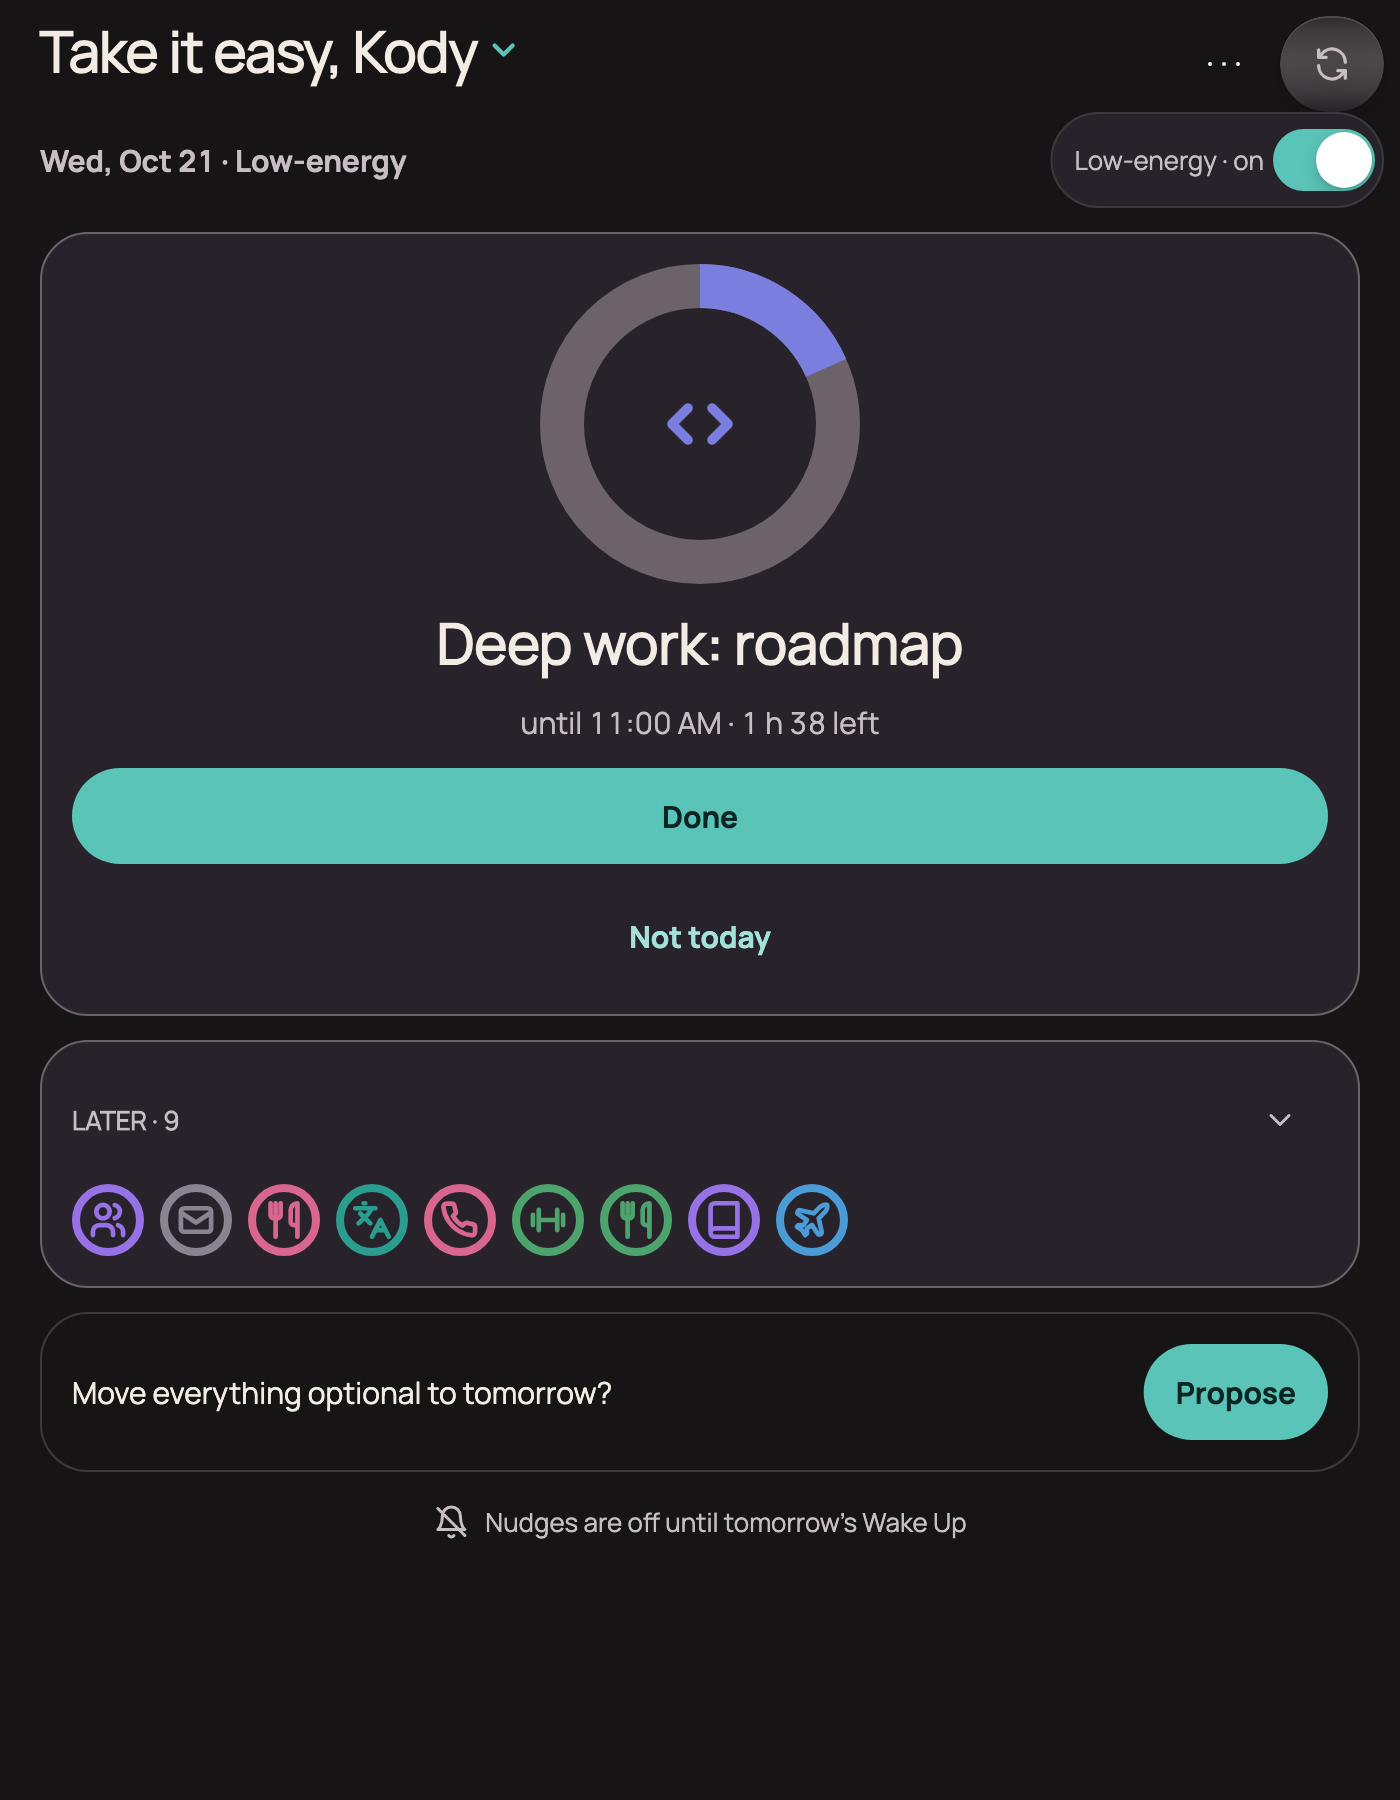 Take it easy, Kody
Wed, Oct 21 · Low-energy
Low-energy · on
Deep work: roadmap
until 11:00 AM · 1 h 38 left
Done
Not today
LATER · 9
Move everything optional to tomorrow?
Propose
Nudges are off until tomorrow’s Wake Up